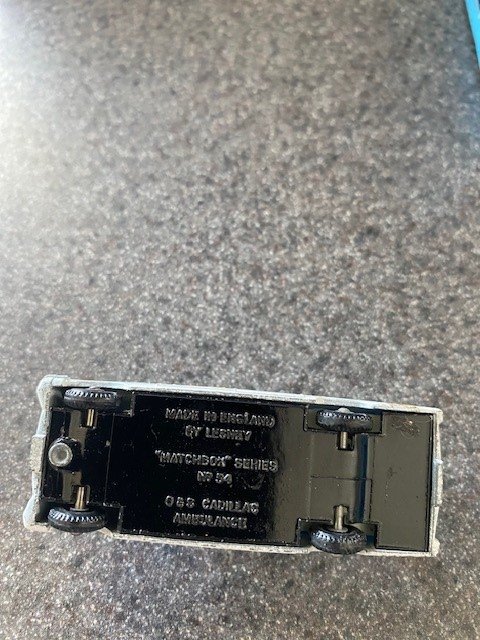 MADE IN ENGLAND
BY LESNEY
"MATCHBOX" SERIES
Nº 54
S & S CADILLAC
AMBULANCE